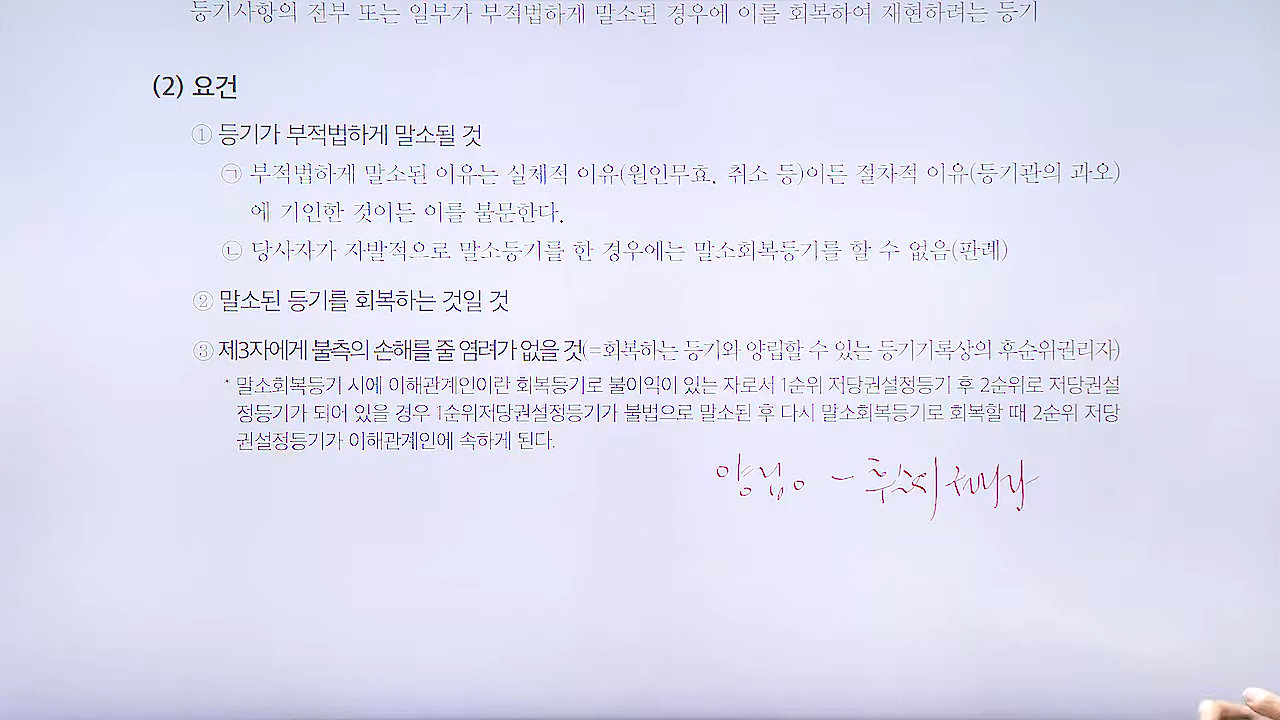 등기사항의 전부 또는 일부가 부적법하게 말소된 경우에 이를 회복하여 재현하려는 등기
(2) 요건
① 등기가 부적법하게 말소될 것
㉠ 부적법하게 말소된 이유는 실체적 이유(원인무효, 취소 등)이든 절차적 이유(등기관의 과오)
에 기인한 것이든 이를 불문한다.
㉡ 당사자가 자발적으로 말소등기를 한 경우에는 말소회복등기를 할 수 없음(판례)
② 말소된 등기를 회복하는 것일 것
③ 제3자에게 불측의 손해를 줄 염려가 없을 것(=회복하는 등기와 양립할 수 있는 등기기록상의 후순위권리자)
* 말소회복등기 시에 이해관계인이란 회복등기로 불이익이 있는 자로서 1순위 저당권설정등기 후 2순위로 저당권설
정등기가 되어 있을 경우 1순위저당권설정등기가 불법으로 말소된 후 다시 말소회복등기로 회복할 때 2순위 저당
권설정등기가 이해관계인에 속하게 된다.
양립○ - 후순위 권리자